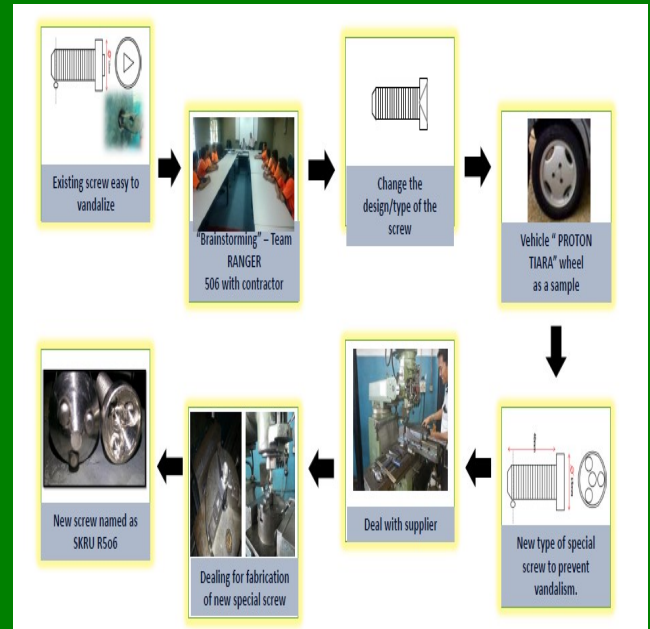 Existing screw easy to
vandalize
"Brainstorming" – Team
RANGER
506 with contractor
Change the
design/type of the
screw
Vehicle " PROTON
TIARA" wheel
as a sample
New type of special
screw to prevent
vandalism.
Deal with supplier
Dealing for fabrication
of new special screw
New screw named as
SKRU R506